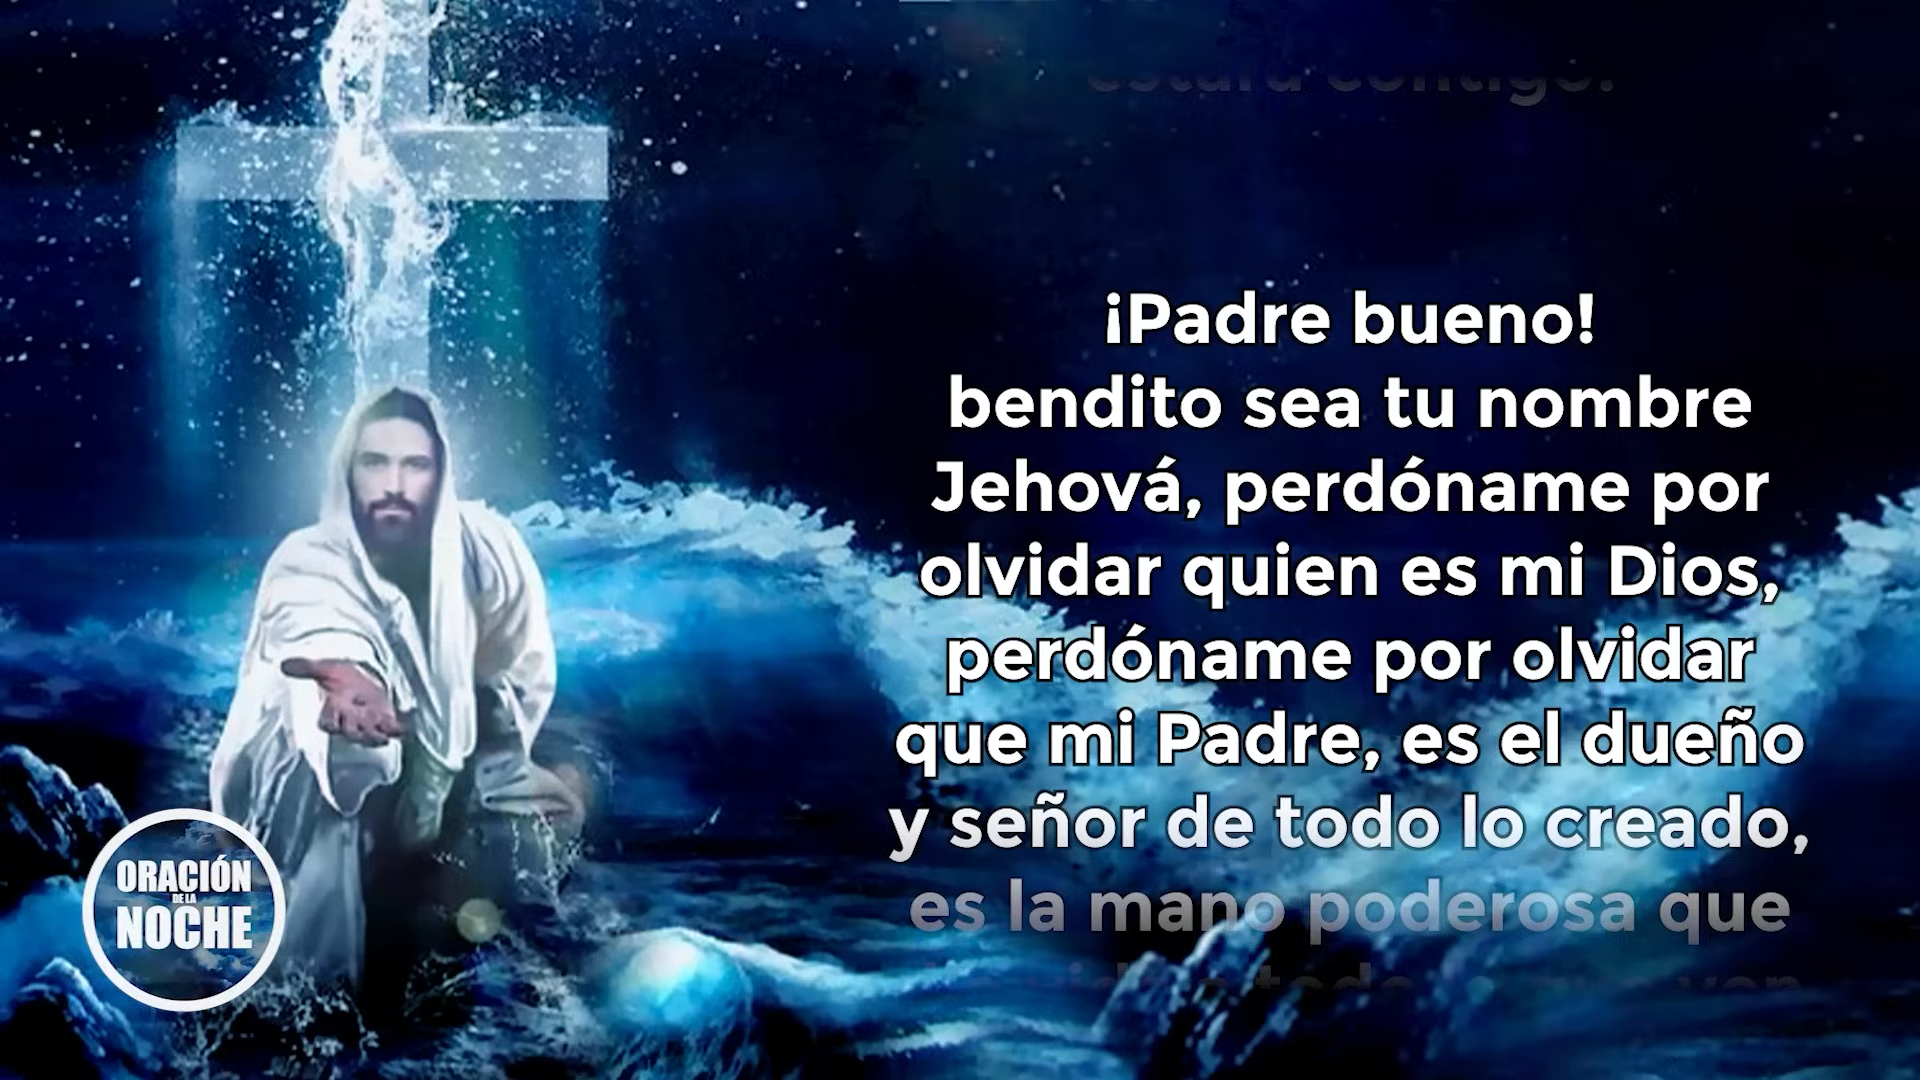 estará contigo.
¡Padre bueno!
bendito sea tu nombre
Jehová, perdóname por
olvidar quien es mi Dios,
perdóname por olvidar
que mi Padre, es el dueño
y señor de todo lo creado,
es la mano poderosa que
ORACIÓN
DE LA
NOCHE